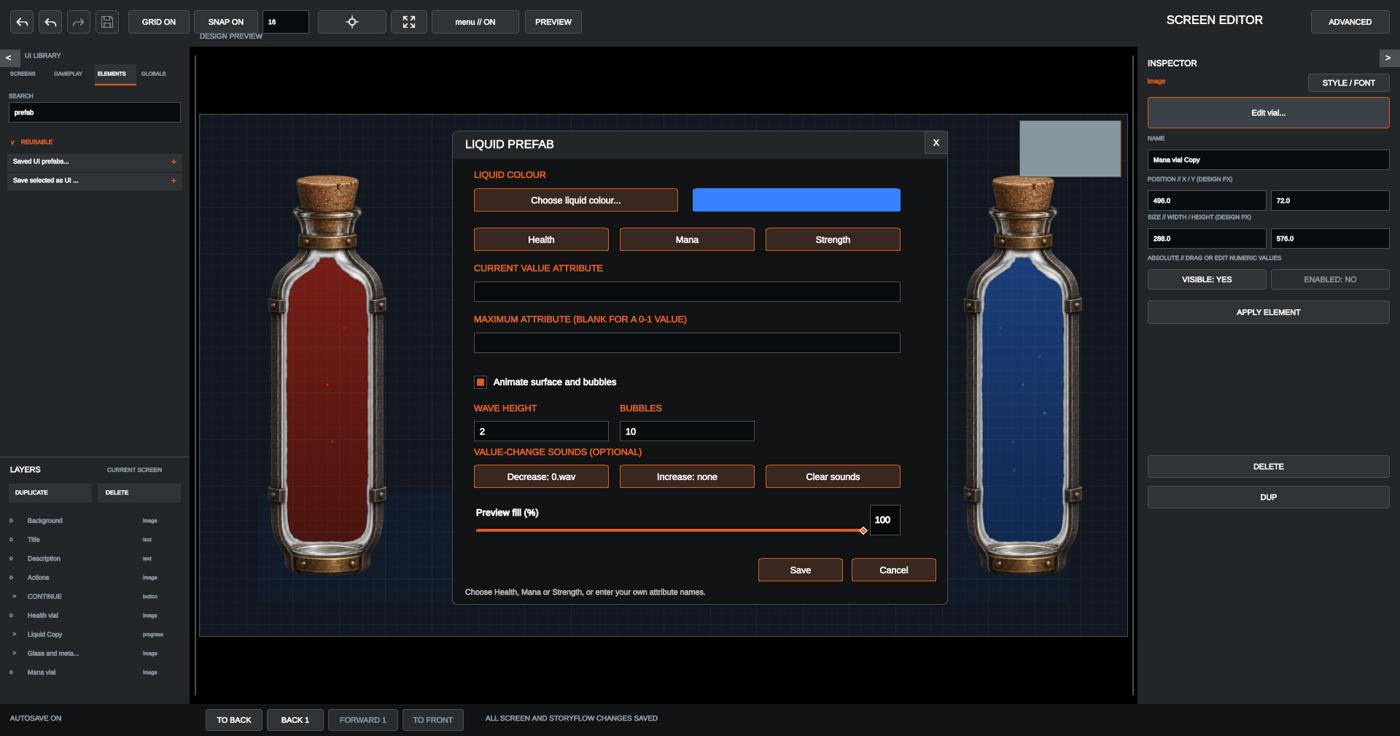 GRID ON
SNAP ON
16
menu // ON
PREVIEW
SCREEN EDITOR
ADVANCED
DESIGN PREVIEW
<
UI LIBRARY
SCREENS
GAMEPLAY
ELEMENTS
GLOBALS
SEARCH
prefab
v REUSABLE
Saved UI prefabs... +
Save selected as UI ... +
LAYERS
CURRENT SCREEN
DUPLICATE
DELETE
o Background image
o Title text
o Description text
o Actions image
> CONTINUE button
o Health vial image
> Liquid Copy progress
> Glass and meta... image
o Mana vial image
LIQUID PREFAB
X
LIQUID COLOUR
Choose liquid colour...
Health
Mana
Strength
CURRENT VALUE ATTRIBUTE
MAXIMUM ATTRIBUTE (BLANK FOR A 0-1 VALUE)
Animate surface and bubbles
WAVE HEIGHT
BUBBLES
2
10
VALUE-CHANGE SOUNDS (OPTIONAL)
Decrease: 0.wav
Increase: none
Clear sounds
Preview fill (%)
100
Save
Cancel
Choose Health, Mana or Strength, or enter your own attribute names.
>
INSPECTOR
Image
STYLE / FONT
Edit vial...
NAME
Mana vial Copy
POSITION // X / Y (DESIGN PX)
496.0
72.0
SIZE // WIDTH / HEIGHT (DESIGN PX)
288.0
576.0
ABSOLUTE // DRAG OR EDIT NUMERIC VALUES
VISIBLE: YES
ENABLED: NO
APPLY ELEMENT
DELETE
DUP
AUTOSAVE ON
TO BACK
BACK 1
FORWARD 1
TO FRONT
ALL SCREEN AND STORYFLOW CHANGES SAVED